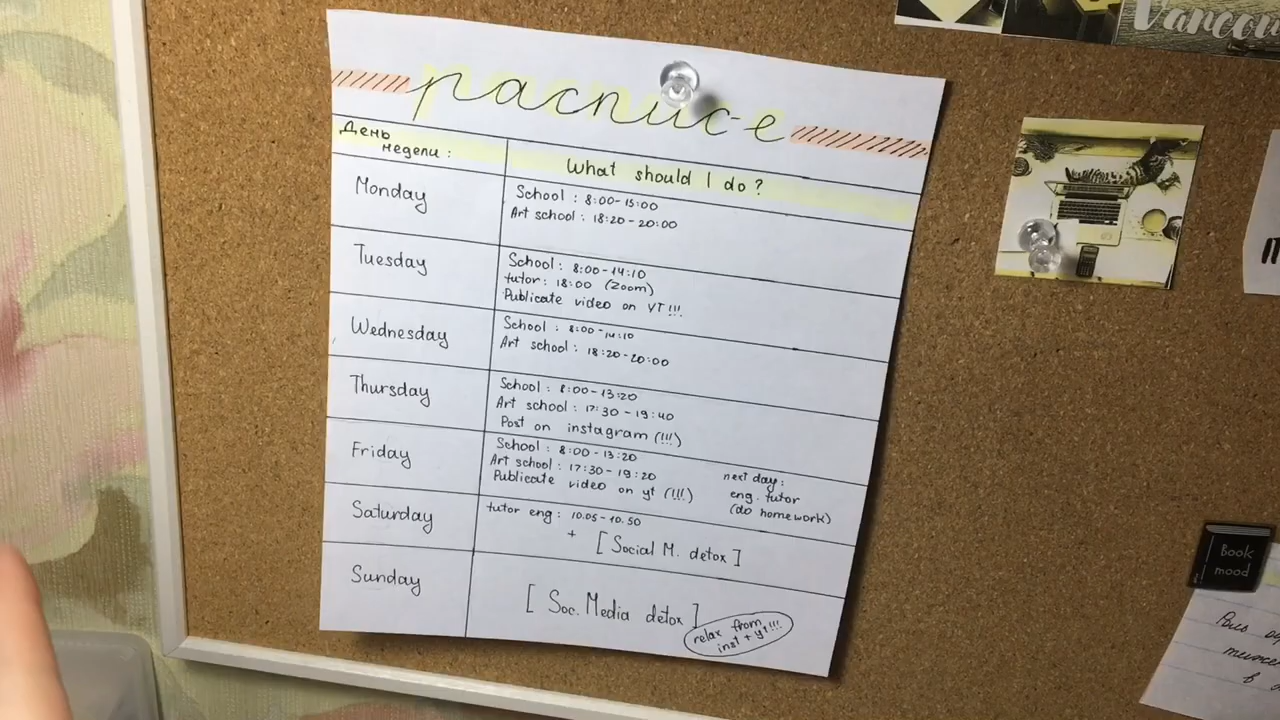 Vancou
распис-е
День
недели:
What should I do?
Monday
School: 8:00-15:00
Art school: 18:20-20:00
Tuesday
School: 8:00-14:10
tutor: 18:00 (Zoom)
Publicate video on YT!!!
Wednesday
School: 8:00-14:10
Art school: 18:20-20:00
Thursday
School: 8:00-13:20
Art school: 17:30-19:40
Post on instagram (!!!)
Friday
School: 8:00-13:20
Art school: 17:30-19:20
Publicate video on yt (!!!)
next day:
eng. tutor
(do homework)
Saturday
tutor eng: 10.05-10.50
+ [Social M. detox]
Sunday
[Soc. Media detox]
relax from
inst + yt!!!
Book
mood